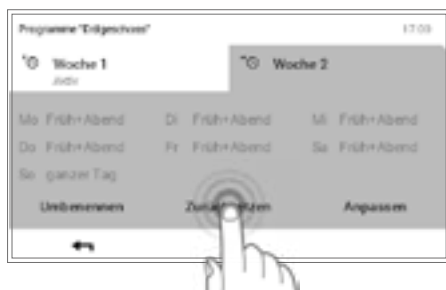 Programme "Erdgeschoss" 17:09
Woche 1 Woche 2
Aktiv
Mo Früh+Abend Di Früh+Abend Mi Früh+Abend
Do Früh+Abend Fr Früh+Abend Sa Früh+Abend
So ganzer Tag
Umbenennen Zurücksetzen Anpassen